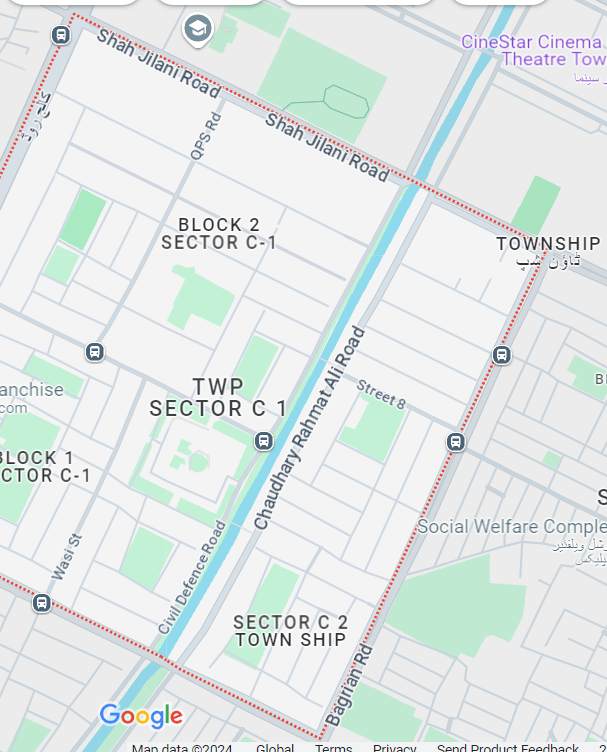 CineStar Cinema
Theatre Tow
سينما
Shah Jilani Road
QPS Rd
Shah Jilani Road
BLOCK 2
SECTOR C-1
TOWNSHIP
ٹاؤن شپ
Chaudhary Rahmat Ali Road
TWP
SECTOR C 1
Street 8
anchise
com
BLOCK 1
CTOR C-1
Social Welfare Comple
Wasi St
Civil Defence Road
SECTOR C 2
TOWN SHIP
Bagrian Rd
Google
Map data ©2024 Global Terms Privacy Send Product Feedback